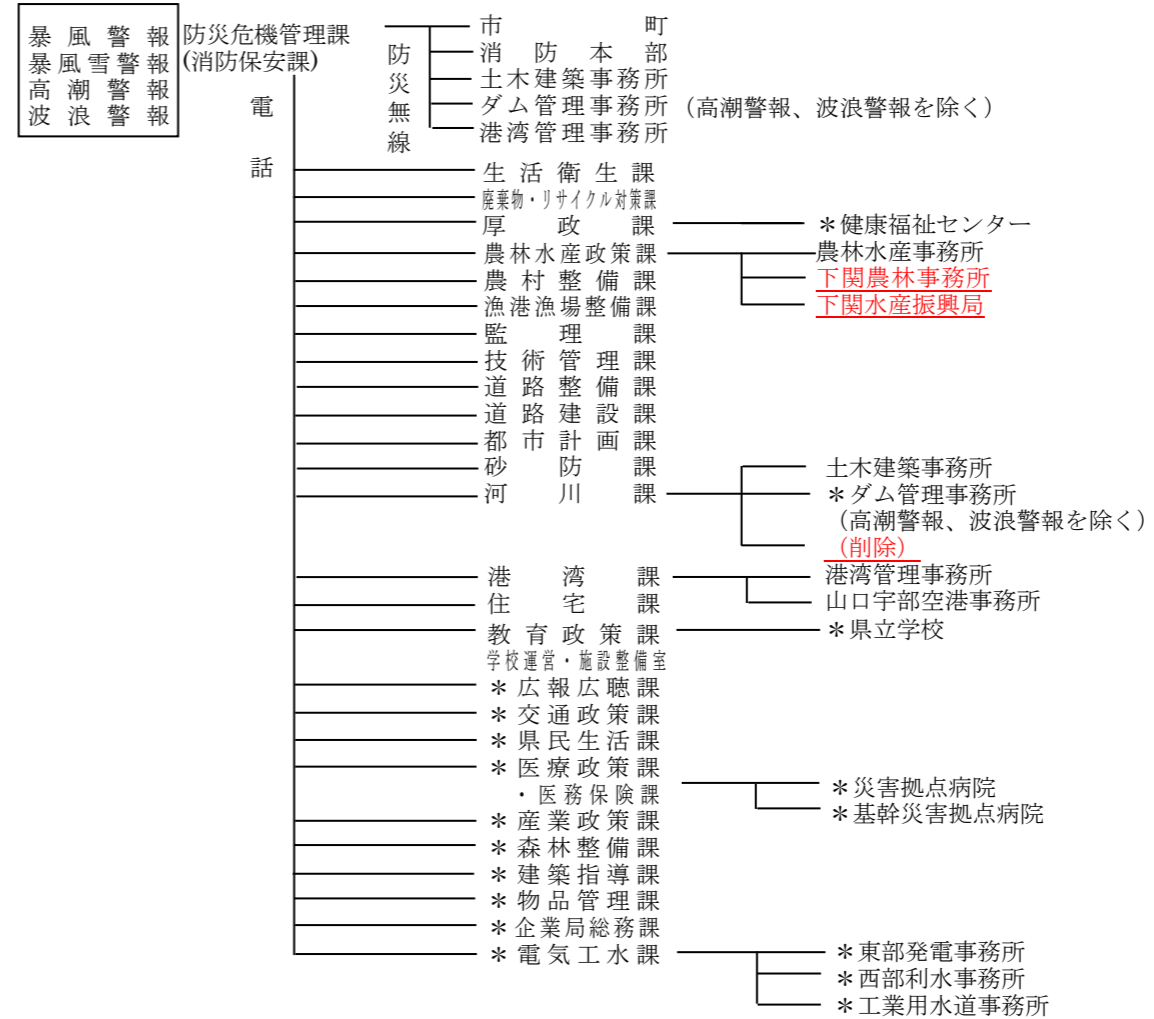 暴風警報
暴風雪警報
高潮警報
波浪警報
防災危機管理課
(消防保安課)
電話
防災無線
市町
消防本部
土木建築事務所
ダム管理事務所（高潮警報、波浪警報を除く）
港湾管理事務所
生活衛生課
廃棄物・リサイクル対策課
厚政課 ＊健康福祉センター
農林水産政策課 農林水産事務所
下関農林事務所
農村整備課
下関水産振興局
漁港漁場整備課
監理課
技術管理課
道路整備課
道路建設課
都市計画課
砂防課 土木建築事務所
河川課 ＊ダム管理事務所
（高潮警報、波浪警報を除く）
（削除）
港湾課 港湾管理事務所
住宅課 山口宇部空港事務所
教育政策課 ＊県立学校
学校運営・施設整備室
＊広報広聴課
＊交通政策課
＊県民生活課
＊医療政策課
・医務保険課
＊災害拠点病院
＊基幹災害拠点病院
＊産業政策課
＊森林整備課
＊建築指導課
＊物品管理課
＊企業局総務課
＊電気工水課 ＊東部発電事務所
＊西部利水事務所
＊工業用水道事務所